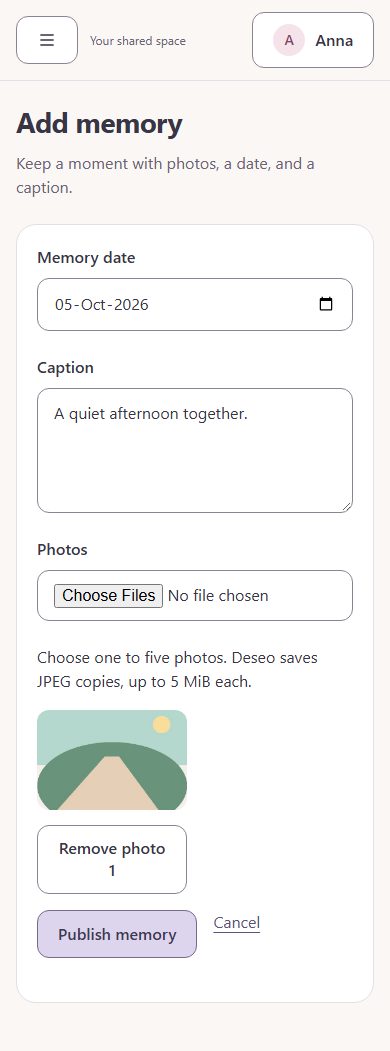 Your shared space
A Anna
Add memory
Keep a moment with photos, a date, and a
caption.
Memory date
05-Oct-2026
Caption
A quiet afternoon together.
Photos
Choose Files No file chosen
Choose one to five photos. Deseo saves
JPEG copies, up to 5 MiB each.
Remove photo
1
Publish memory
Cancel